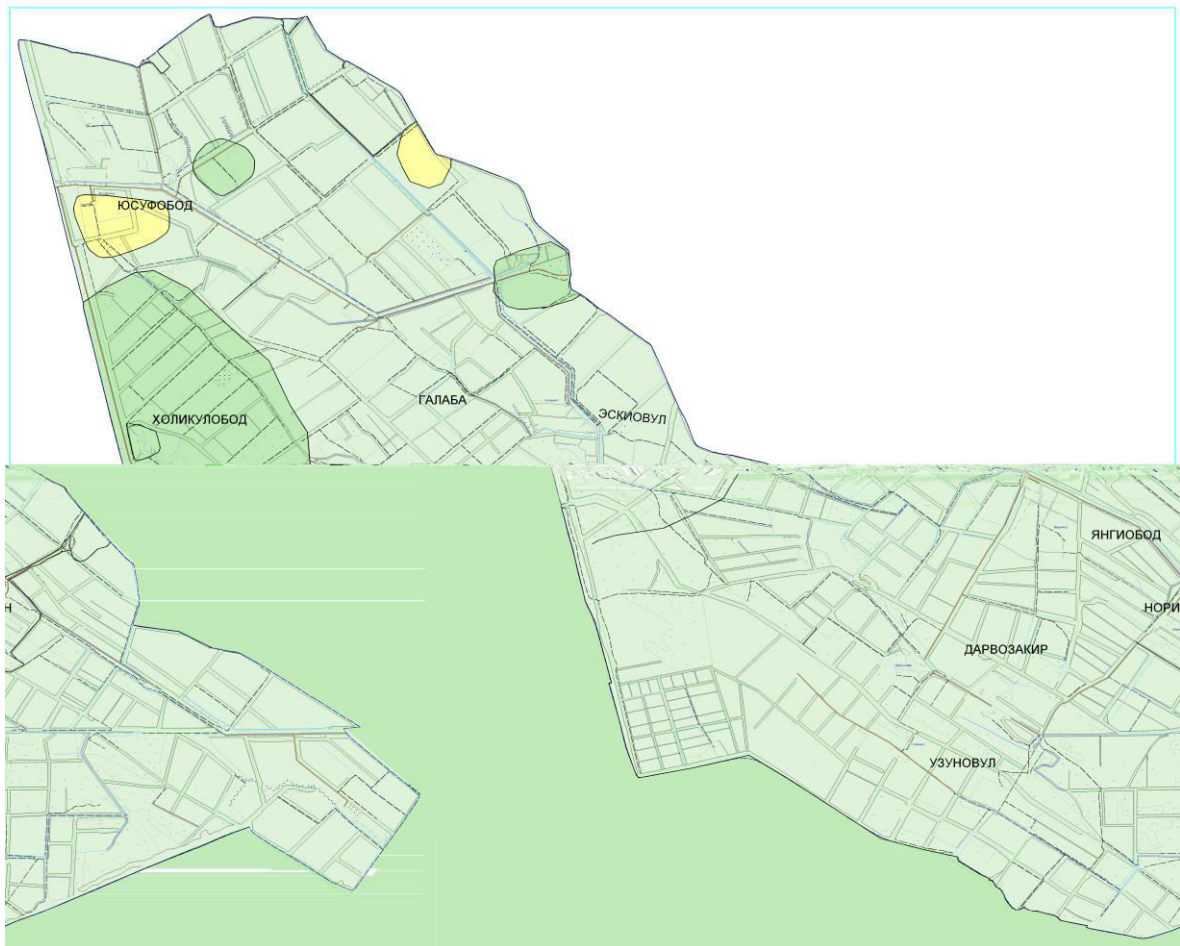 ЮСУФОБОД
ХОЛИКУЛОБОД
ГАЛАБА
ЭСКИОВУЛ
ЯНГИОБОД
Н
НОРИ
ДАРВОЗАКИР
УЗУНОВУЛ